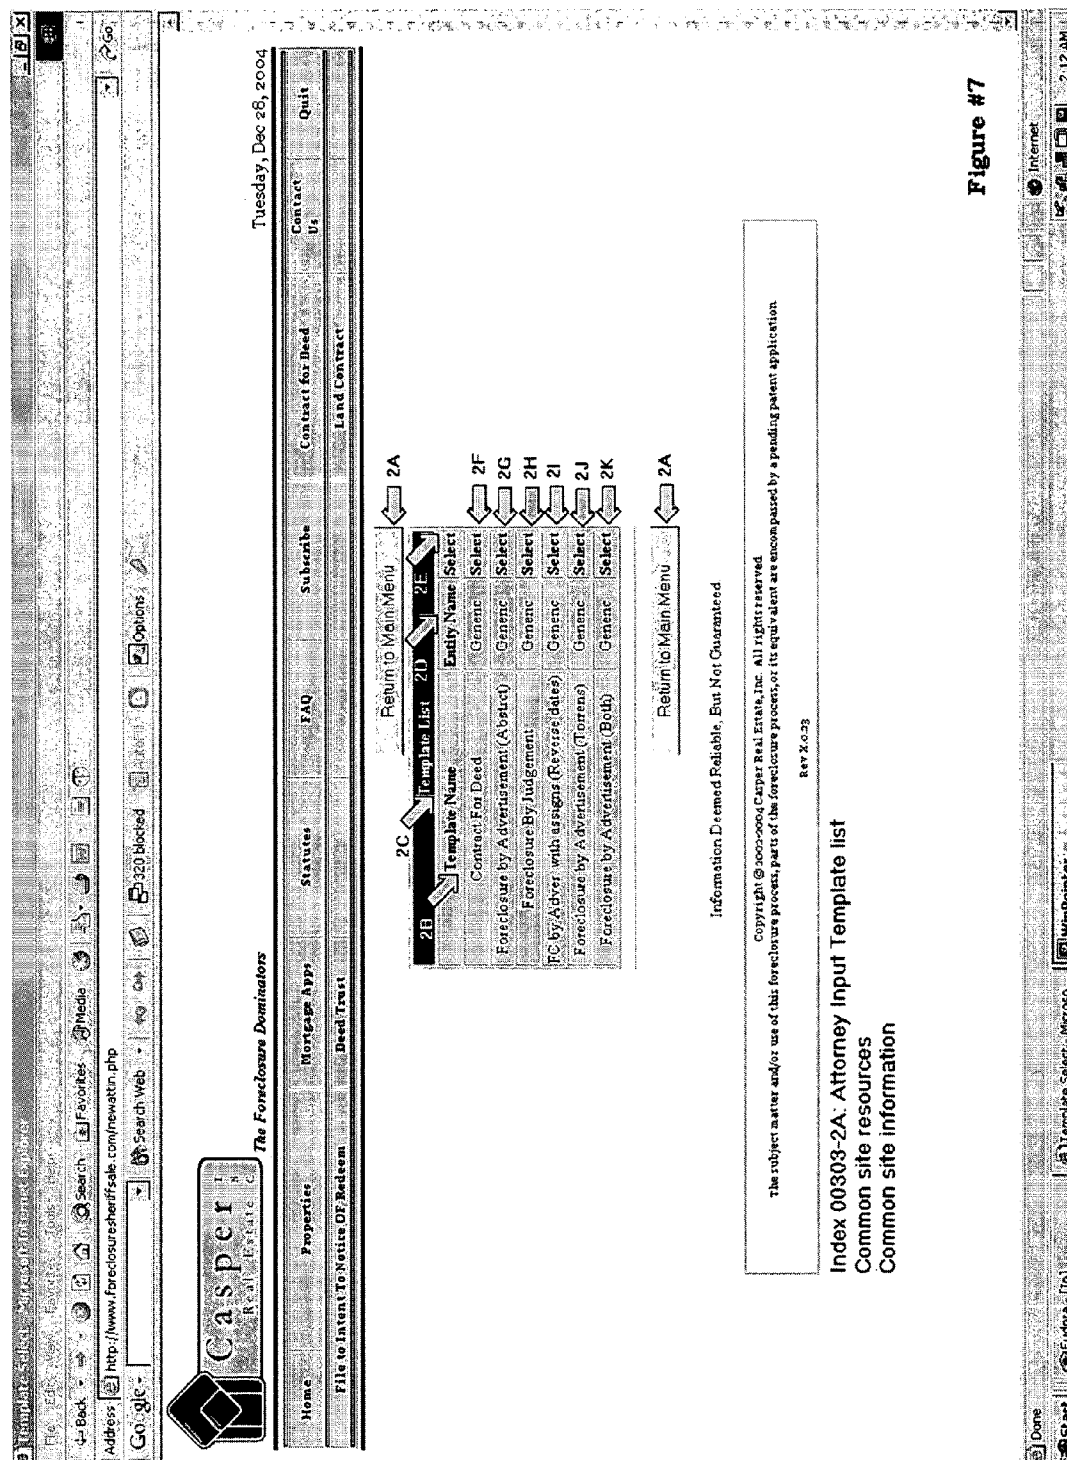 Template Select - Microsoft Internet Explorer
File Edit View Favorites Tools Help
Back Search Favorites Media
Address http://www.foreclosuresheriffsale.com/newattin.php Go
Google Search Web 320 blocked AutoFill Options
Casper
Real Estate INC
The Foreclosure Dominators
Tuesday, Dec 28, 2004
Home Properties Mortgage Apps Statutes FAQ Subscribe Contract for Deed Contact Us Quit
File to Intent To Notice OF Redeem Deed Trust Land Contract
Return to Main Menu 2A
2C
2B Template List 2D 2E
Template Name Entity Name Select
Contract For Deed Generic Select 2F
Foreclosure by Advertisement (Abstrct) Generic Select 2G
Foreclosure By Judgement Generic Select 2H
FC by Adver. with assigns (Reverse dates) Generic Select 2I
Foreclosure by Advertisement (Torrens) Generic Select 2J
Foreclosure by Advertisement (Both) Generic Select 2K
Return to Main Menu 2A
Information Deemed Reliable, But Not Guaranteed
Copyright @ 2002-2004 Casper Real Estate, Inc. All rights reserved
The subject matter and/or use of this foreclosure process, parts of the foreclosure process, or its equivalent are encompassed by a pending patent application
Rev X.0.23
Index 00303-2A: Attorney Input Template list
Common site resources
Common site information
Figure #7
Done Internet
Start Template Select - Microso... WinPrinter 2:12 AM